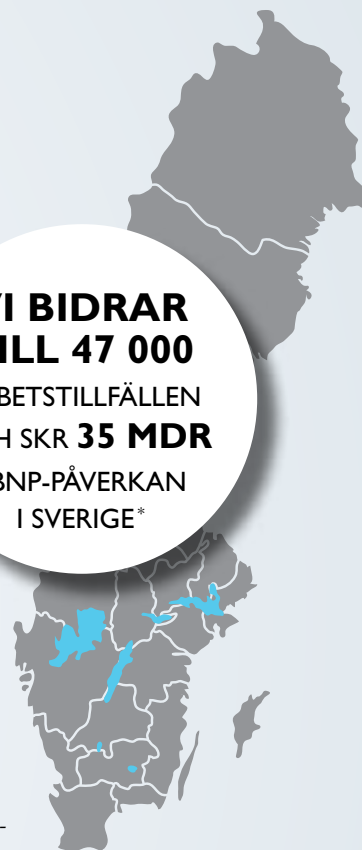 I BIDRAR
ILL 47 000
BETSTILLFÄLLEN
H SKR 35 MDR
BNP-PÅVERKAN
I SVERIGE*